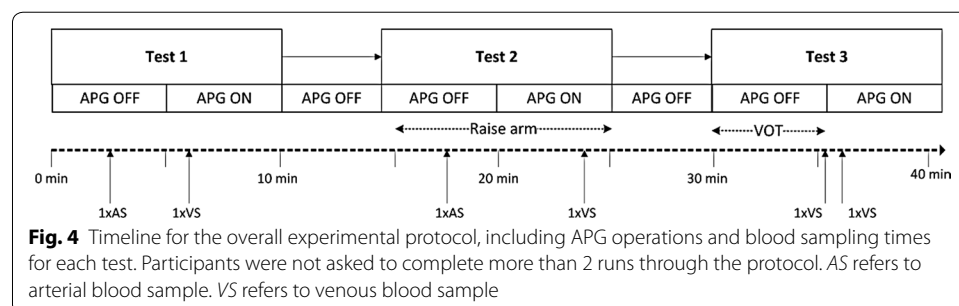 Test 1 Test 2 Test 3
APG OFF APG ON APG OFF APG OFF APG ON APG OFF APG OFF APG ON
Raise arm VOT
0 min 10 min 20 min 30 min 40 min
1xAS 1xVS 1xAS 1xVS 1xVS 1xVS
Fig. 4 Timeline for the overall experimental protocol, including APG operations and blood sampling times
for each test. Participants were not asked to complete more than 2 runs through the protocol. AS refers to
arterial blood sample. VS refers to venous blood sample